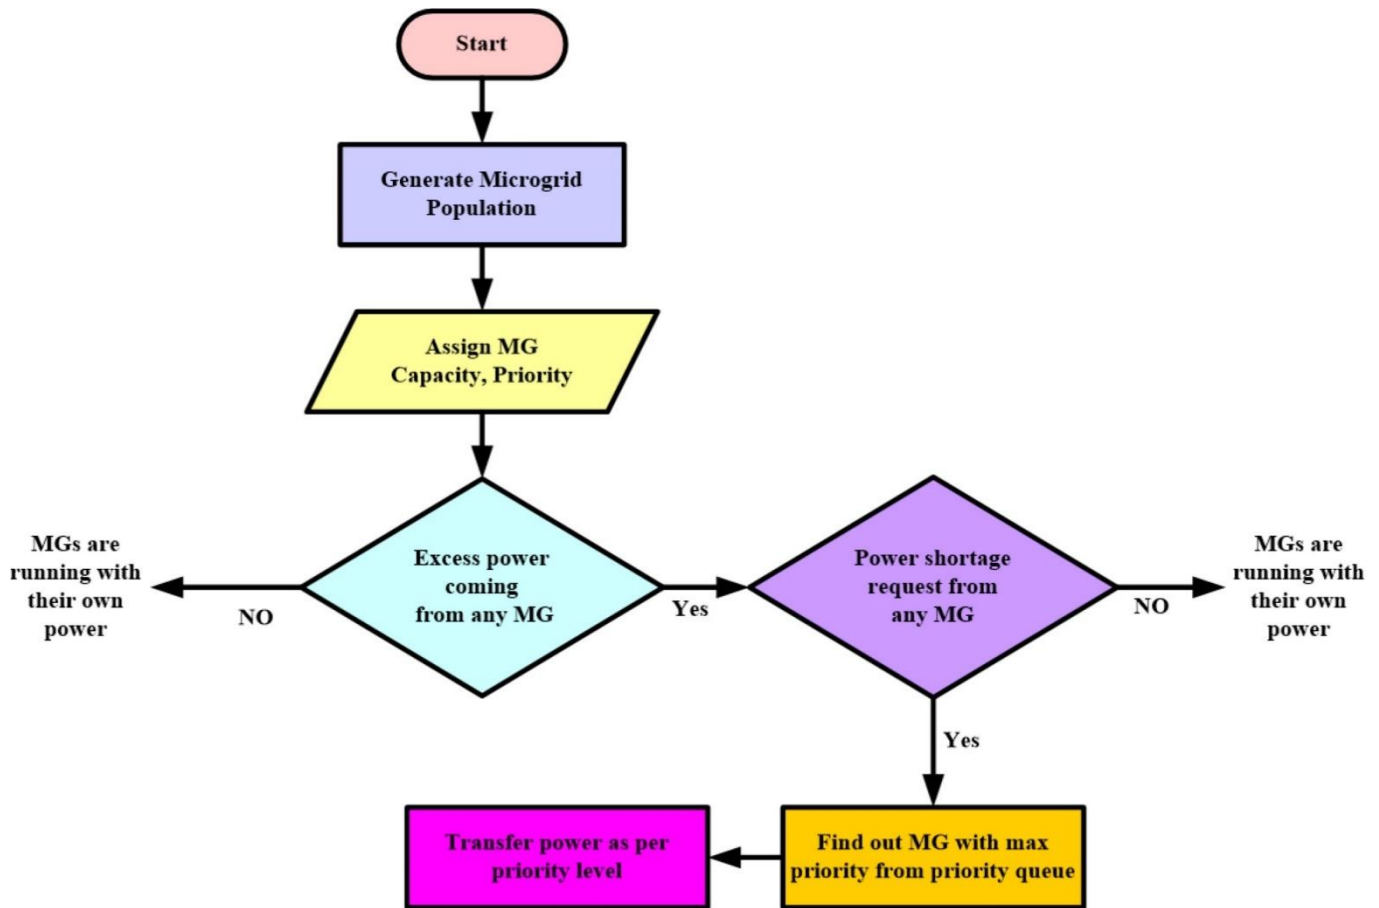 Start
Generate Microgrid
Population
Assign MG
Capacity, Priority
Excess power
coming
from any MG
NO
MGs are
running with
their own
power
Yes
Power shortage
request from
any MG
NO
MGs are
running with
their own
power
Yes
Find out MG with max
priority from priority queue
Transfer power as per
priority level